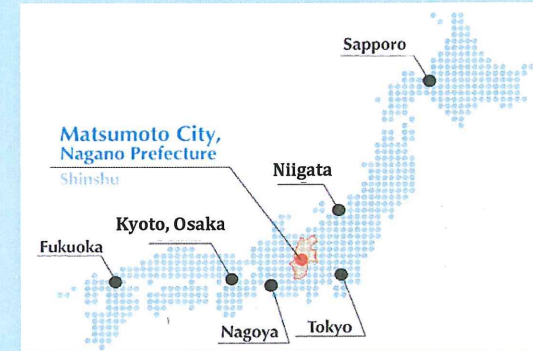 Sapporo
Matsumoto City,
Nagano Prefecture
Shinshu
Niigata
Kyoto, Osaka
Fukuoka
Nagoya
Tokyo